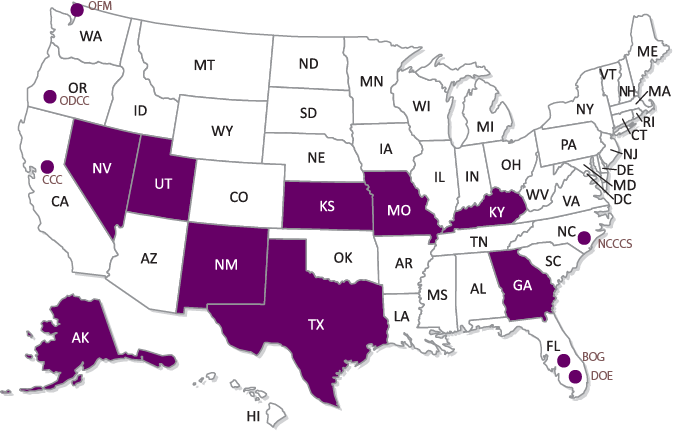 OFM
WA
MT
ND
MN
ME
VT
NH
MA
OR
ODCC
ID
SD
WI
MI
NY
RI
CT
WY
IA
PA
NJ
NE
OH
DE
CCC
NV
UT
CO
IL
IN
WV
MD
DC
CA
KS
MO
KY
VA
NC
NCCCS
TN
AZ
NM
OK
AR
SC
MS
AL
GA
TX
LA
AK
FL
BOG
DOE
HI